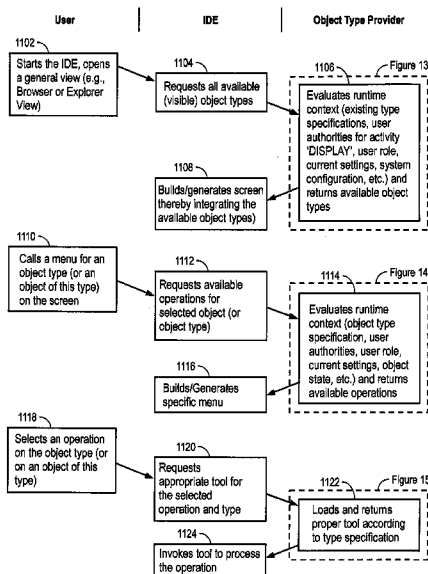 User
IDE
Object Type Provider
1102
Starts the IDE, opens
a general view (e.g.,
Browser or Explorer
View)
1104
Requests all available
(visible) object types
1106
Figure 13
Evaluates runtime
context (existing type
specifications, user
authorities for activity
'DISPLAY', user role,
current settings, system
configuration, etc.) and
returns available object
types
1108
Builds/generates screen
thereby integrating the
available object types)
1110
Calls a menu for an
object type (or an
object of this type)
on the screen
1112
Requests available
operations for
selected object (or
object type)
1114
Figure 14
Evaluates runtime
context (object type
specification, user
authorities, user role,
current settings, object
state, etc.) and returns
available operations
1116
Builds/Generates
specific menu
1118
Selects an operation
on the object type (or
on an object of this
type)
1120
Requests
appropriate tool for
the selected
operation and type
1122
Figure 15
Loads and returns
proper tool according
to type specification
1124
Invokes tool to process
the operation